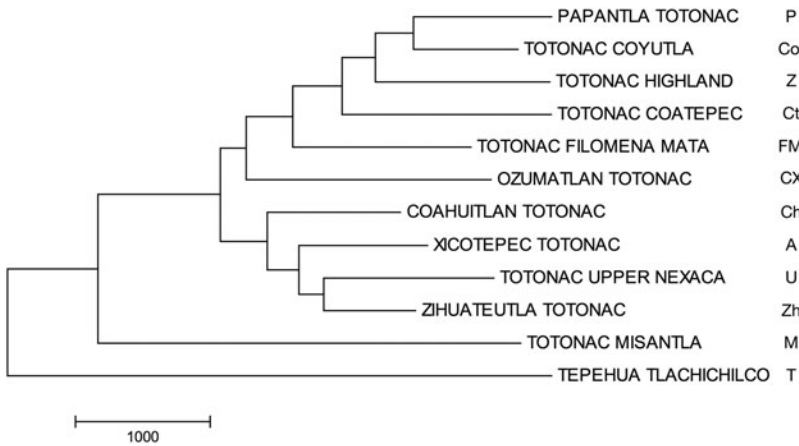 PAPANTLA TOTONAC P
TOTONAC COYUTLA Co
TOTONAC HIGHLAND Z
TOTONAC COATEPEC Ct
TOTONAC FILOMENA MATA FM
OZUMATLAN TOTONAC CX
COAHUITLAN TOTONAC Ch
XICOTEPEC TOTONAC A
TOTONAC UPPER NEXACA U
ZIHUATEUTLA TOTONAC Zh
TOTONAC MISANTLA M
TEPEHUA TLACHICHILCO T
1000